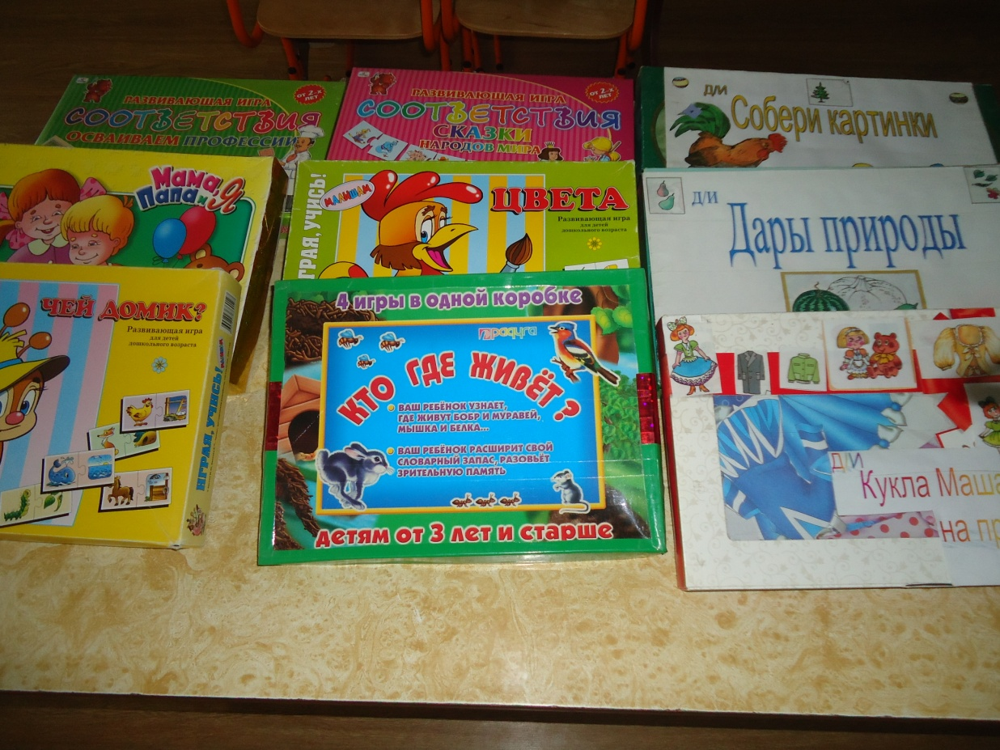 РАЗВИВАЮЩАЯ ИГРА
СООТВЕТСТВИЯ
ОСВАИВАЕМ ПРОФЕССИИ
ОТ 2-х
ЛЕТ
РАЗВИВАЮЩАЯ ИГРА
СООТВЕТСТВИЯ
СКАЗКИ
НАРОДОВ МИРА
ОТ 2-х
ЛЕТ
Д/И
Собери картинки
Мама,
Папа и Я
ГРАЯ, УЧИСЬ!
МАЛЫШАМ
ЦВЕТА
Развивающая игра
для детей
дошкольного возраста
Д/И
Дары природы
ЧЕЙ ДОМИК?
Развивающая игра
для детей
дошкольного возраста
ИГРАЯ, УЧИСЬ!
4 ИГРЫ В ОДНОЙ КОРОБКЕ
радуга
КТО ГДЕ ЖИВЁТ?
ВАШ РЕБЁНОК УЗНАЕТ,
ГДЕ ЖИВУТ БОБР И МУРАВЕЙ,
МЫШКА И БЕЛКА...
ВАШ РЕБЁНОК РАСШИРИТ СВОЙ
СЛОВАРНЫЙ ЗАПАС, РАЗОВЬЁТ
ЗРИТЕЛЬНУЮ ПАМЯТЬ
ДЕТЯМ ОТ 3 ЛЕТ И СТАРШЕ
Д/И
Кукла Маша
на пр